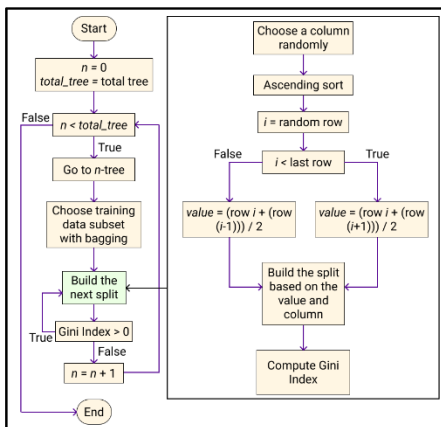 Start
n = 0
total_tree = total tree
False
n < total_tree
True
Go to n-tree
Choose training
data subset
with bagging
Build the
next split
True
Gini Index > 0
False
n = n + 1
End
Choose a column
randomly
Ascending sort
i = random row
False
True
i < last row
value = (row i + (row
(i-1))) / 2
value = (row i + (row
(i+1))) / 2
Build the split
based on the
value and
column
Compute Gini
Index